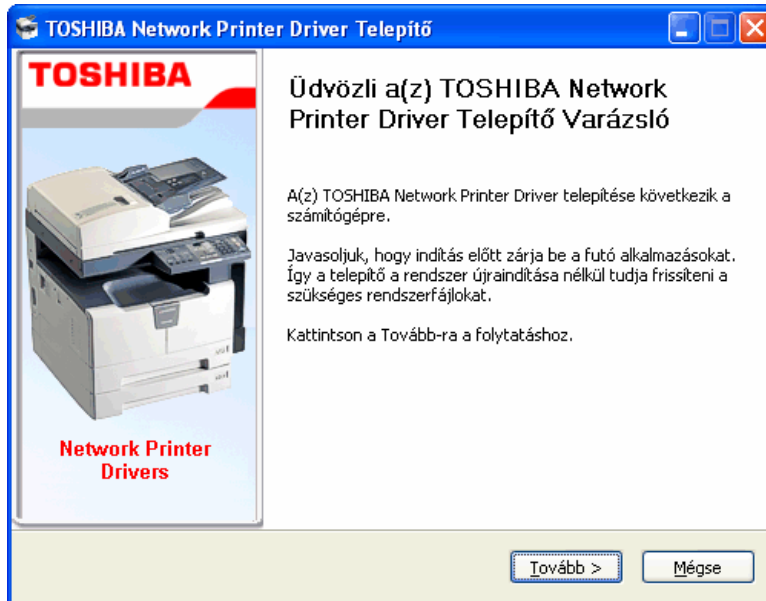 TOSHIBA Network Printer Driver Telepítő
TOSHIBA
Üdvözli a(z) TOSHIBA Network
Printer Driver Telepítő Varázsló
A(z) TOSHIBA Network Printer Driver telepítése következik a
számítógépre.
Javasoljuk, hogy indítás előtt zárja be a futó alkalmazásokat.
Így a telepítő a rendszer újraindítása nélkül tudja frissíteni a
szükséges rendszerfájlokat.
Kattintson a Tovább-ra a folytatáshoz.
Network Printer
Drivers
Tovább >
Mégse